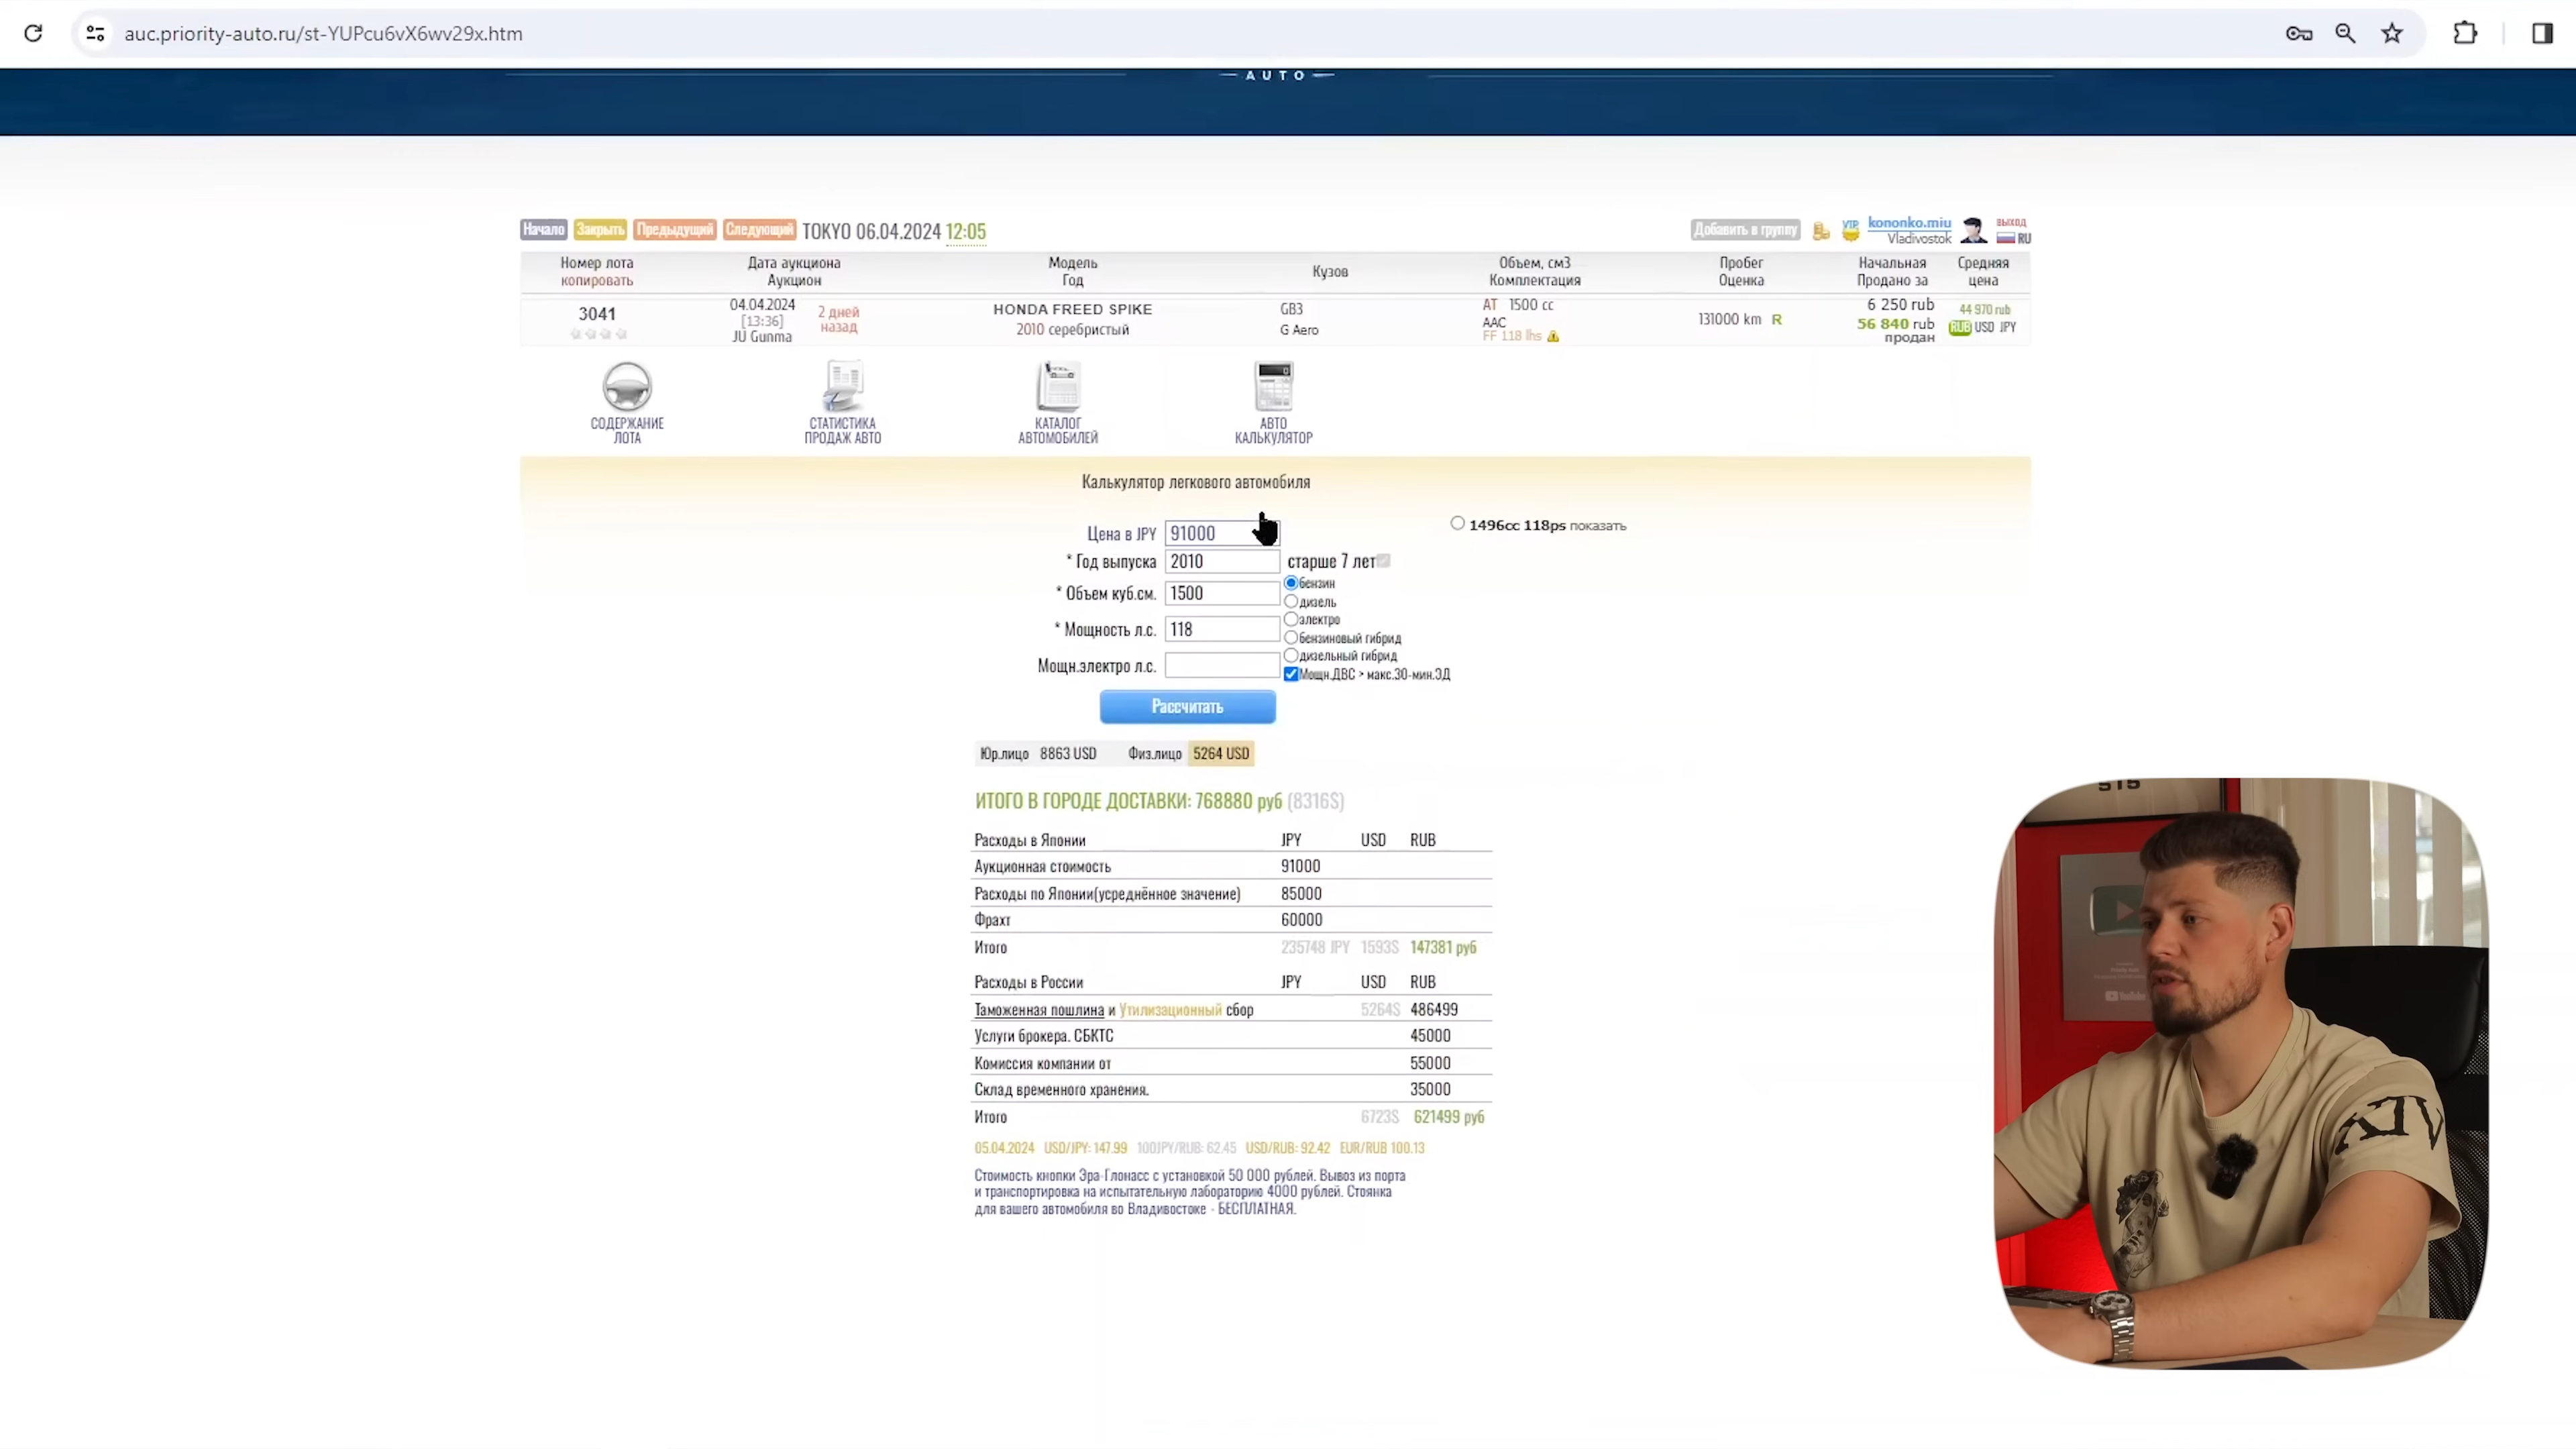 auc.priority-auto.ru/st-YUPcu6vX6wv29x.htm
AUTO
Начало Закрыть Предыдущий Следующий TOKYO 06.04.2024 12:05
Добавить в группу VIP kononko.miu Vladivostok выход RU
Номер лота копировать
Дата аукциона Аукцион
Модель Год
Кузов
Объем, см3 Комплектация
Пробег Оценка
Начальная Продано за
Средняя цена
3041
04.04.2024 [13:36] JU Gunma
2 дней назад
HONDA FREED SPIKE
2010 серебристый
GB3
G Aero
AT 1500 cc
AAC
FF 118 lhs
131000 km R
6 250 rub
56 840 rub
продан
44 970 rub
RUB USD JPY
СОДЕРЖАНИЕ ЛОТА
СТАТИСТИКА ПРОДАЖ АВТО
КАТАЛОГ АВТОМОБИЛЕЙ
АВТО КАЛЬКУЛЯТОР
Калькулятор легкового автомобиля
Цена в JPY 91000
1496cc 118ps показать
* Год выпуска 2010 старше 7 лет
* Объем куб.см. 1500
бензин
дизель
* Мощность л.с. 118
электро
бензиновый гибрид
Мощн.электро л.с.
дизельный гибрид
Мощн.ДВС > макс.30-мин.ЭД
Рассчитать
Юр.лицо 8863 USD Физ.лицо 5264 USD
ИТОГО В ГОРОДЕ ДОСТАВКИ: 768880 руб (8316$)
Расходы в Японии JPY USD RUB
Аукционная стоимость 91000
Расходы по Японии(усреднённое значение) 85000
Фрахт 60000
Итого 235748 JPY 1593$ 147381 руб
Расходы в России JPY USD RUB
Таможенная пошлина и Утилизационный сбор 5264$ 486499
Услуги брокера. СБКТС 45000
Комиссия компании от 55000
Склад временного хранения. 35000
Итого 6723$ 621499 руб
05.04.2024 USD/JPY: 147.99 100JPY/RUB: 62.45 USD/RUB: 92.42 EUR/RUB 100.13
Стоимость кнопки Эра-Глонасс с установкой 50 000 рублей. Вывоз из порта
и транспортировка на испытательную лабораторию 4000 рублей. Стоянка
для вашего автомобиля во Владивостоке - БЕСПЛАТНАЯ.
XIV